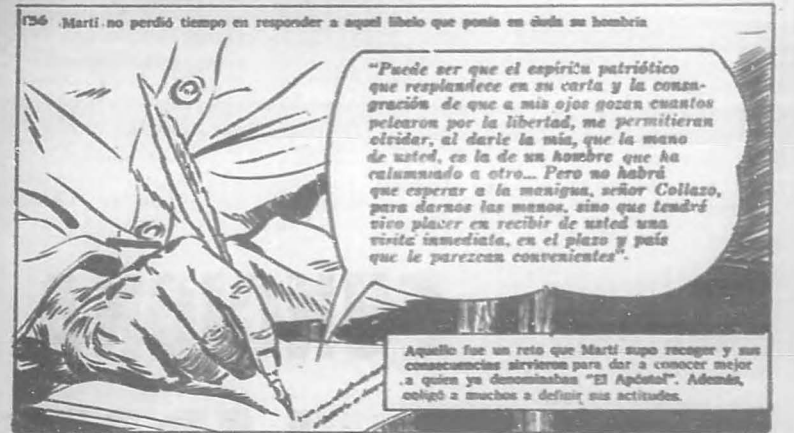 156 Martí no perdió tiempo en responder a aquel libelo que ponía en duda su hombría
"Puede ser que el espíritu patriótico
que resplandece en su carta y la consa-
gración de que a mis ojos gozan cuantos
pelearon por la libertad, me permitieran
olvidar, al darle la mía, que la mano
de usted, es la de un hombre que ha
calumniado a otro... Pero no habrá
que esperar a la manigua, señor Collazo,
para darnos las manos, sino que tendré
vivo placer en recibir de usted una
visita inmediata, en el plazo y país
que le parezcan convenientes".
Aquello fue un reto que Martí supo recoger y sus
consecuencias sirvieron para dar a conocer mejor
a quien ya denominaban "El Apóstol". Además,
obligó a muchos a definir sus actitudes.